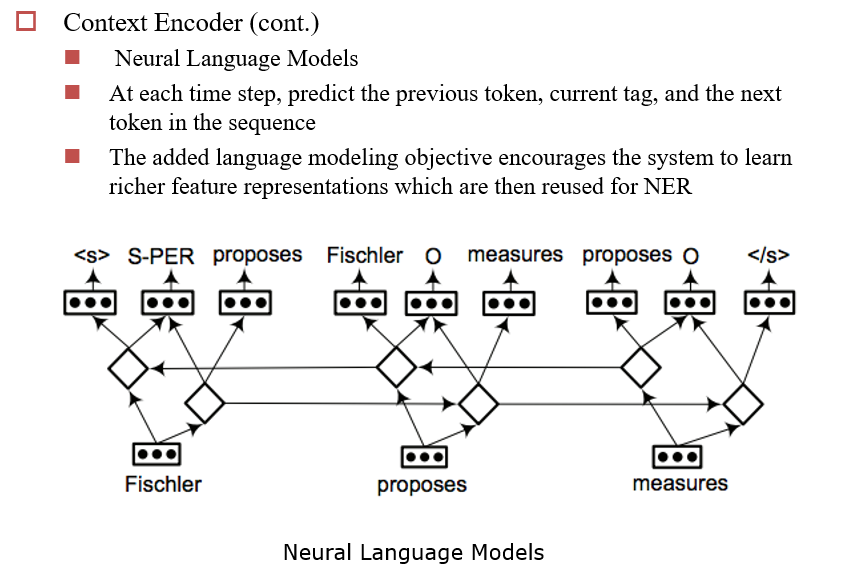 Context Encoder (cont.)
Neural Language Models
At each time step, predict the previous token, current tag, and the next
token in the sequence
The added language modeling objective encourages the system to learn
richer feature representations which are then reused for NER
<s> S-PER proposes Fischler O measures proposes O </s>
Fischler proposes measures
Neural Language Models